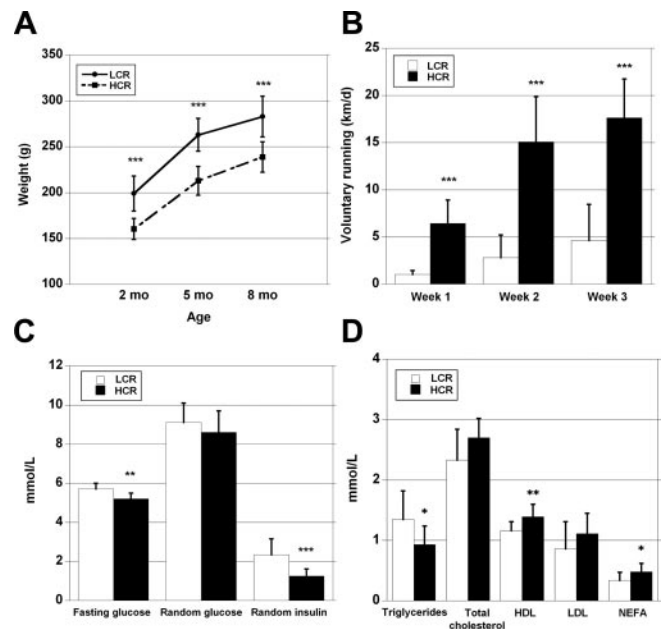 A
350
300
250
200
150
100
Weight (g)
LCR
HCR
***
***
***
2 mo
5 mo
8 mo
Age
B
25
20
15
10
5
0
Voluntary running (km/d)
LCR
HCR
***
***
***
Week 1
Week 2
Week 3
C
12
10
8
6
4
2
0
mmol/L
LCR
HCR
**
***
Fasting glucose
Random glucose
Random insulin
D
4
3
2
1
0
mmol/L
LCR
HCR
*
**
*
Triglycerides
Total
cholesterol
HDL
LDL
NEFA